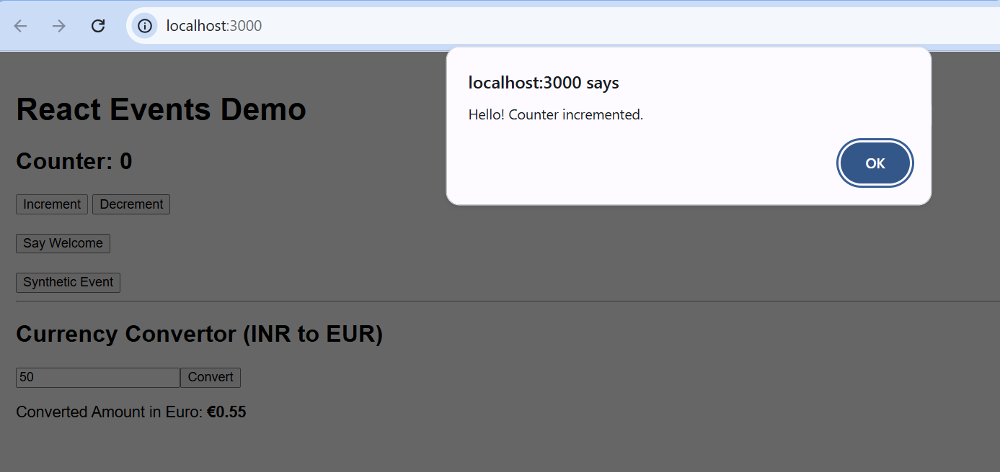 localhost:3000
localhost:3000 says
Hello! Counter incremented.
OK
React Events Demo
Counter: 0
Increment Decrement
Say Welcome
Synthetic Event
Currency Convertor (INR to EUR)
50 Convert
Converted Amount in Euro: €0.55